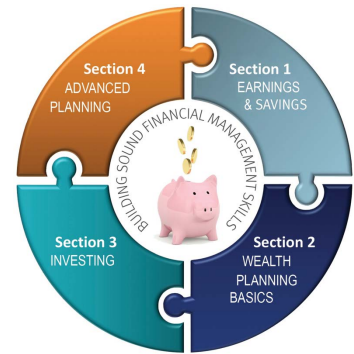 Section 4
ADVANCED
PLANNING
Section 1
EARNINGS
& SAVINGS
BUILDING SOUND FINANCIAL MANAGEMENT SKILLS
Section 3
INVESTING
Section 2
WEALTH
PLANNING
BASICS